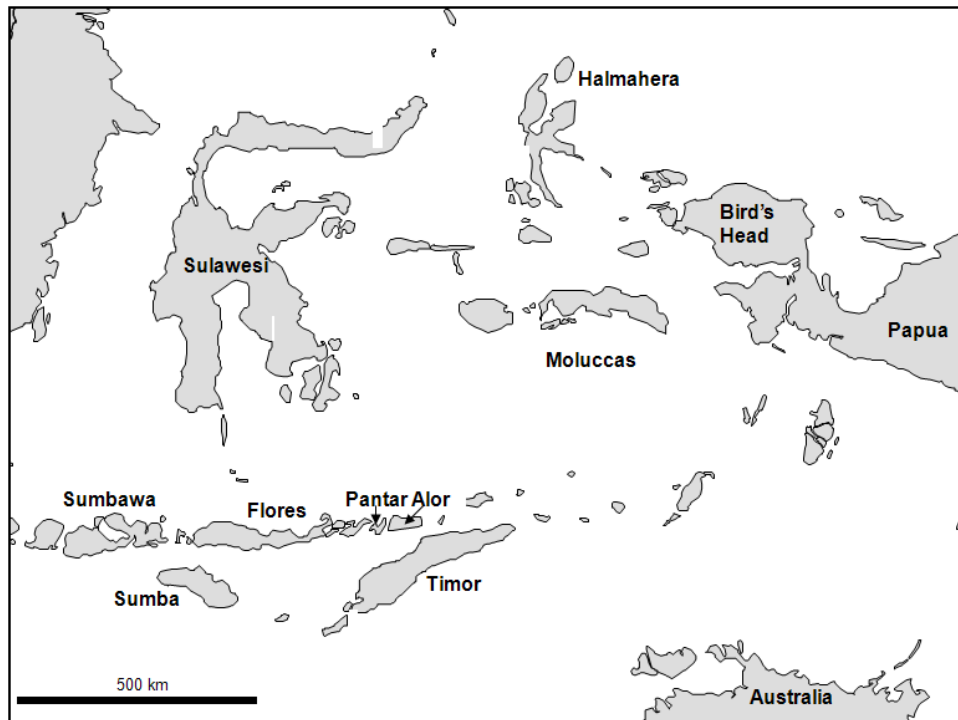 Halmahera
Bird's
Head
Sulawesi
Papua
Moluccas
Sumbawa
Flores
Pantar Alor
Sumba
Timor
500 km
Australia